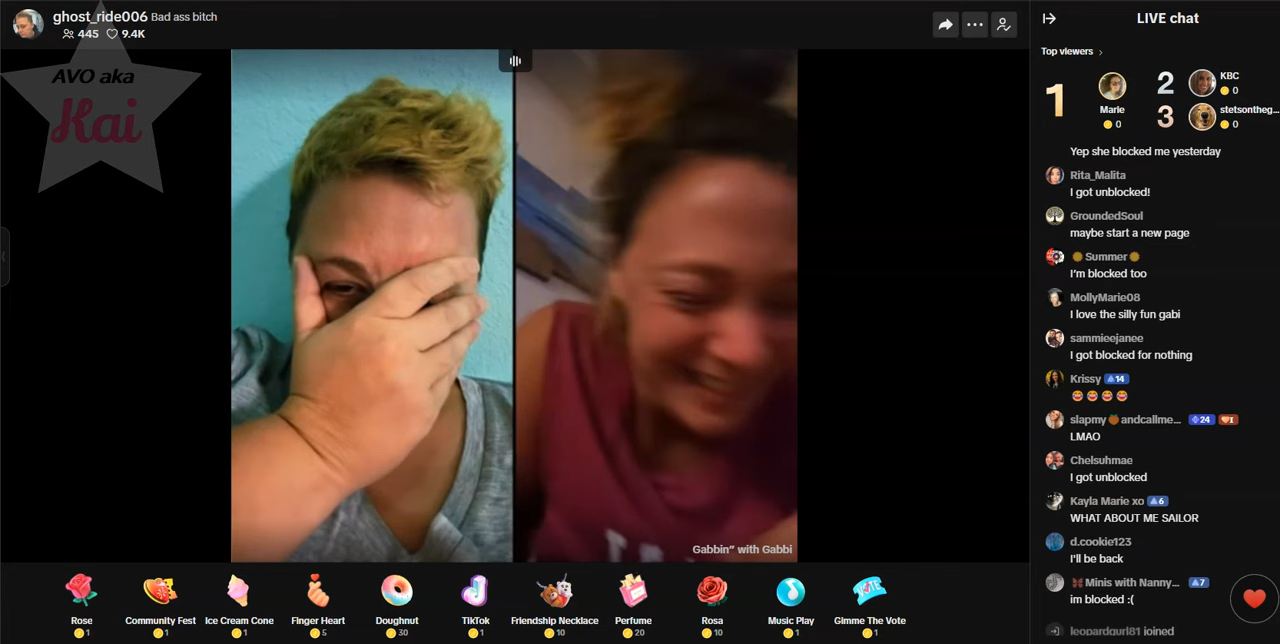 ghost_ride006 Bad ass bitch
445 9.4K
AVO aka
Kai
Gabbin" with Gabbi
Rose
1
Community Fest
1
Ice Cream Cone
1
Finger Heart
5
Doughnut
30
TikTok
1
Friendship Necklace
10
Perfume
20
Rosa
10
Music Play
1
Gimme The Vote
1
LIVE chat
Top viewers
1
Marie
0
2
KBC
0
3
stetsontheg...
0
Yep she blocked me yesterday
Rita_Malita
I got unblocked!
GroundedSoul
maybe start a new page
Summer
I'm blocked too
MollyMarie08
I love the silly fun gabi
sammieejanee
I got blocked for nothing
Krissy 14
slapmy🍑andcallme... 24 I
LMAO
Chelsuhmae
I got unblocked
Kayla Marie xo 6
WHAT ABOUT ME SAILOR
d.cookie123
I'll be back
Minis with Nanny... 7
im blocked :(
leopardgurl81 joined